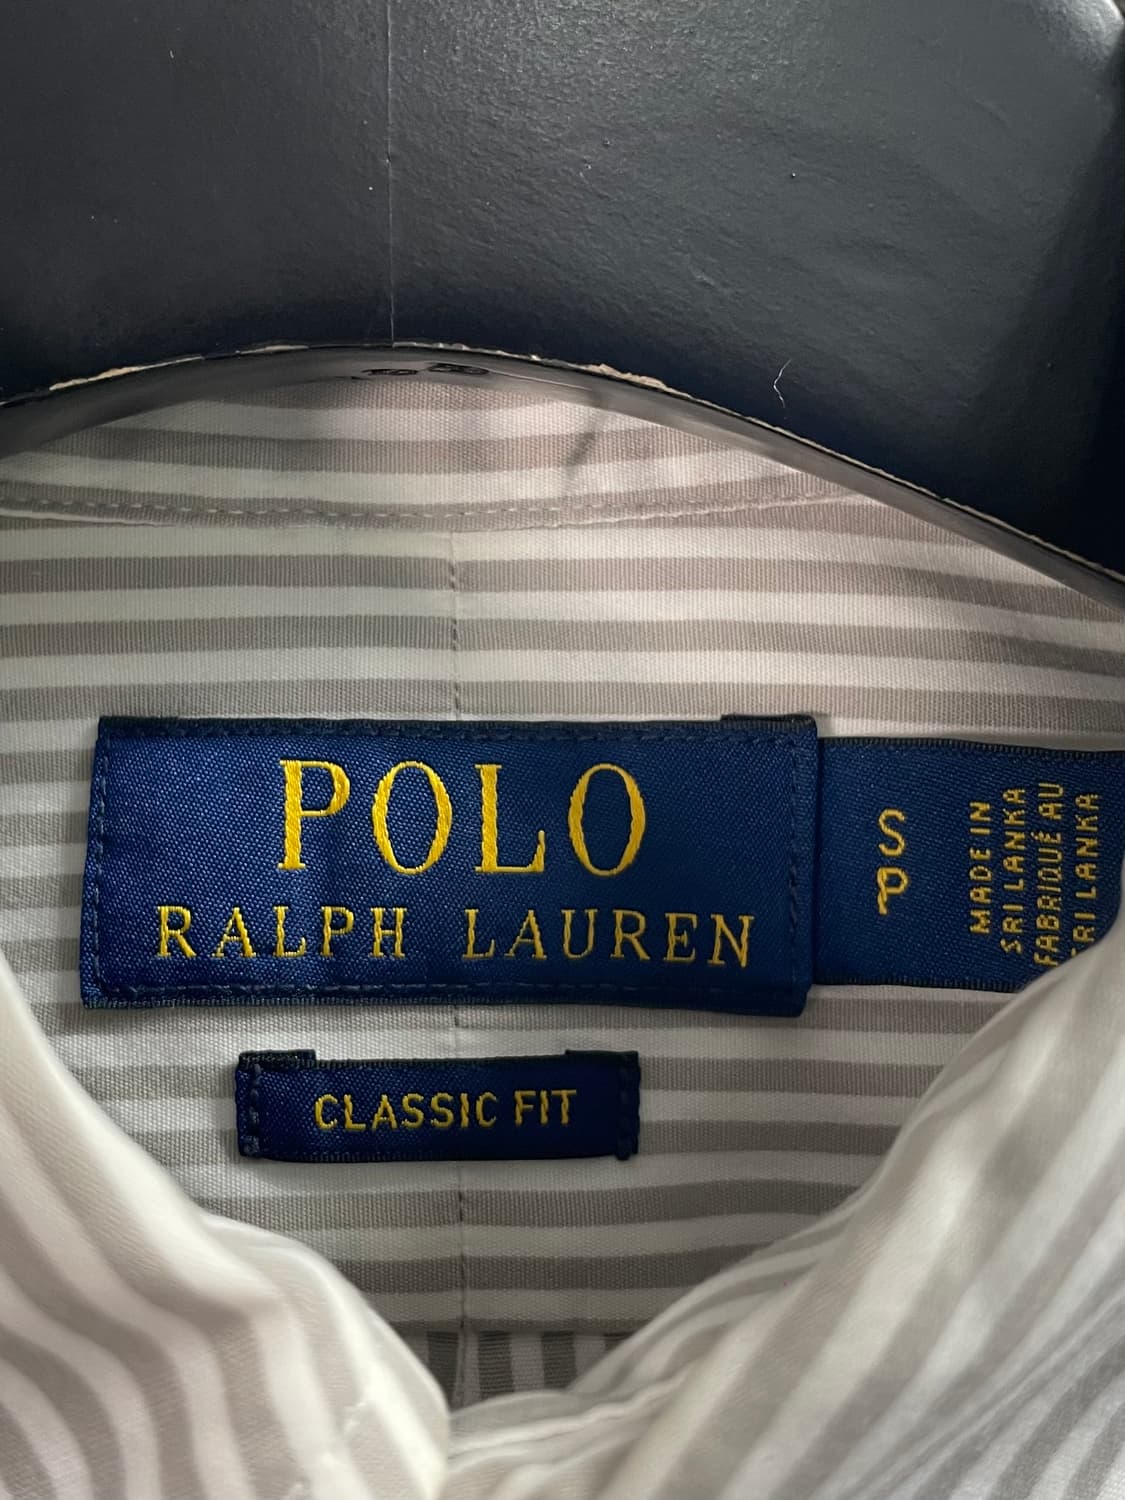 POLO
RALPH LAUREN
S
P
MADE IN
SRI LANKA
FABRIQUÉ AU
SRI LANKA
CLASSIC FIT